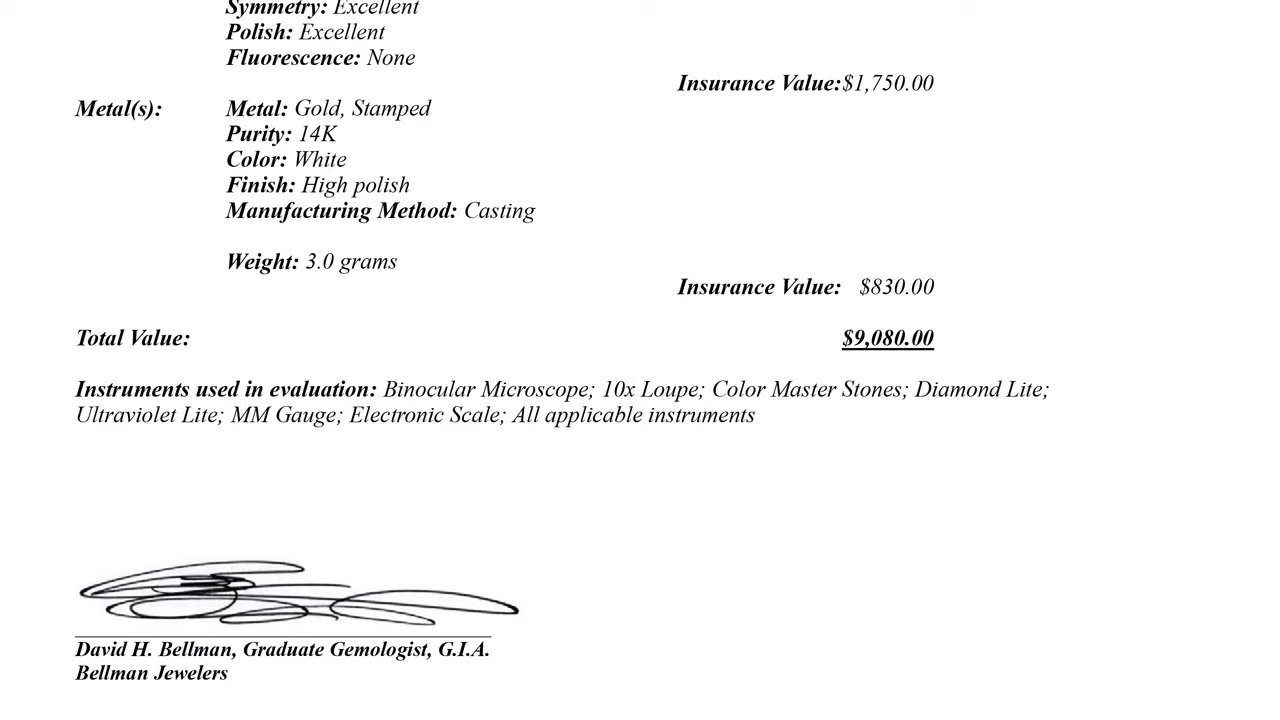 Symmetry: Excellent
Polish: Excellent
Fluorescence: None
Insurance Value:$1,750.00
Metal(s): Metal: Gold, Stamped
Purity: 14K
Color: White
Finish: High polish
Manufacturing Method: Casting
Weight: 3.0 grams
Insurance Value: $830.00
Total Value: $9,080.00
Instruments used in evaluation: Binocular Microscope; 10x Loupe; Color Master Stones; Diamond Lite;
Ultraviolet Lite; MM Gauge; Electronic Scale; All applicable instruments
David H. Bellman, Graduate Gemologist, G.I.A.
Bellman Jewelers